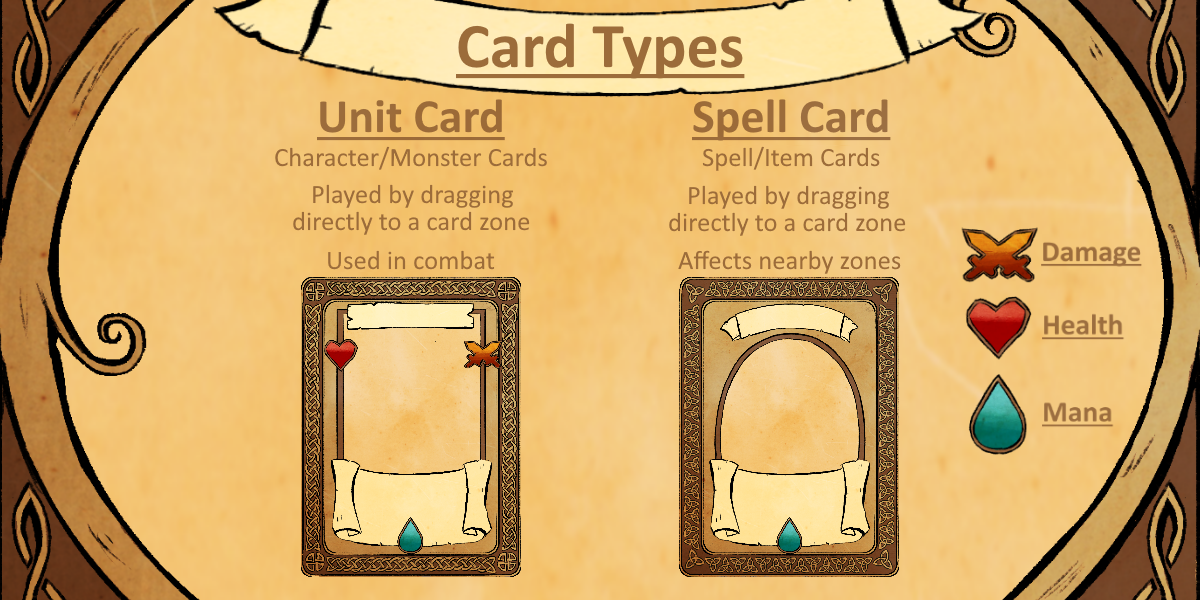 Card Types
Unit Card
Character/Monster Cards
Played by dragging
directly to a card zone
Used in combat
Spell Card
Spell/Item Cards
Played by dragging
directly to a card zone
Affects nearby zones
Damage
Health
Mana